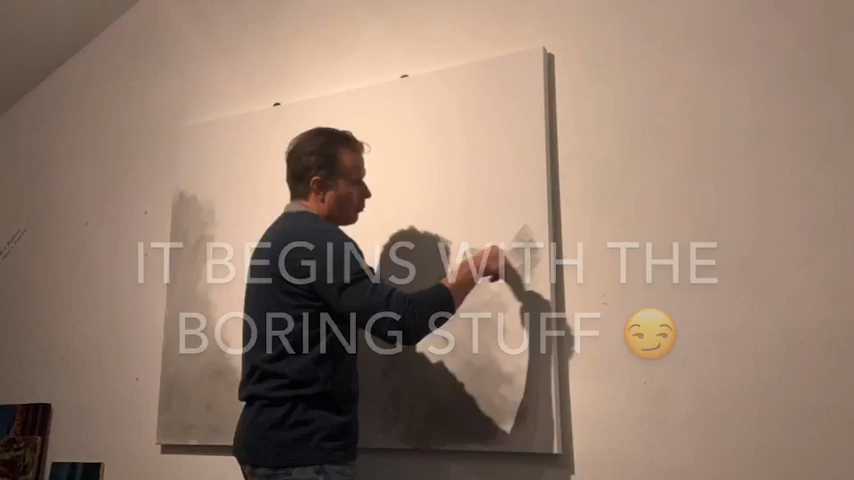 IT BEGINS WITH THE
BORING STUFF 😏